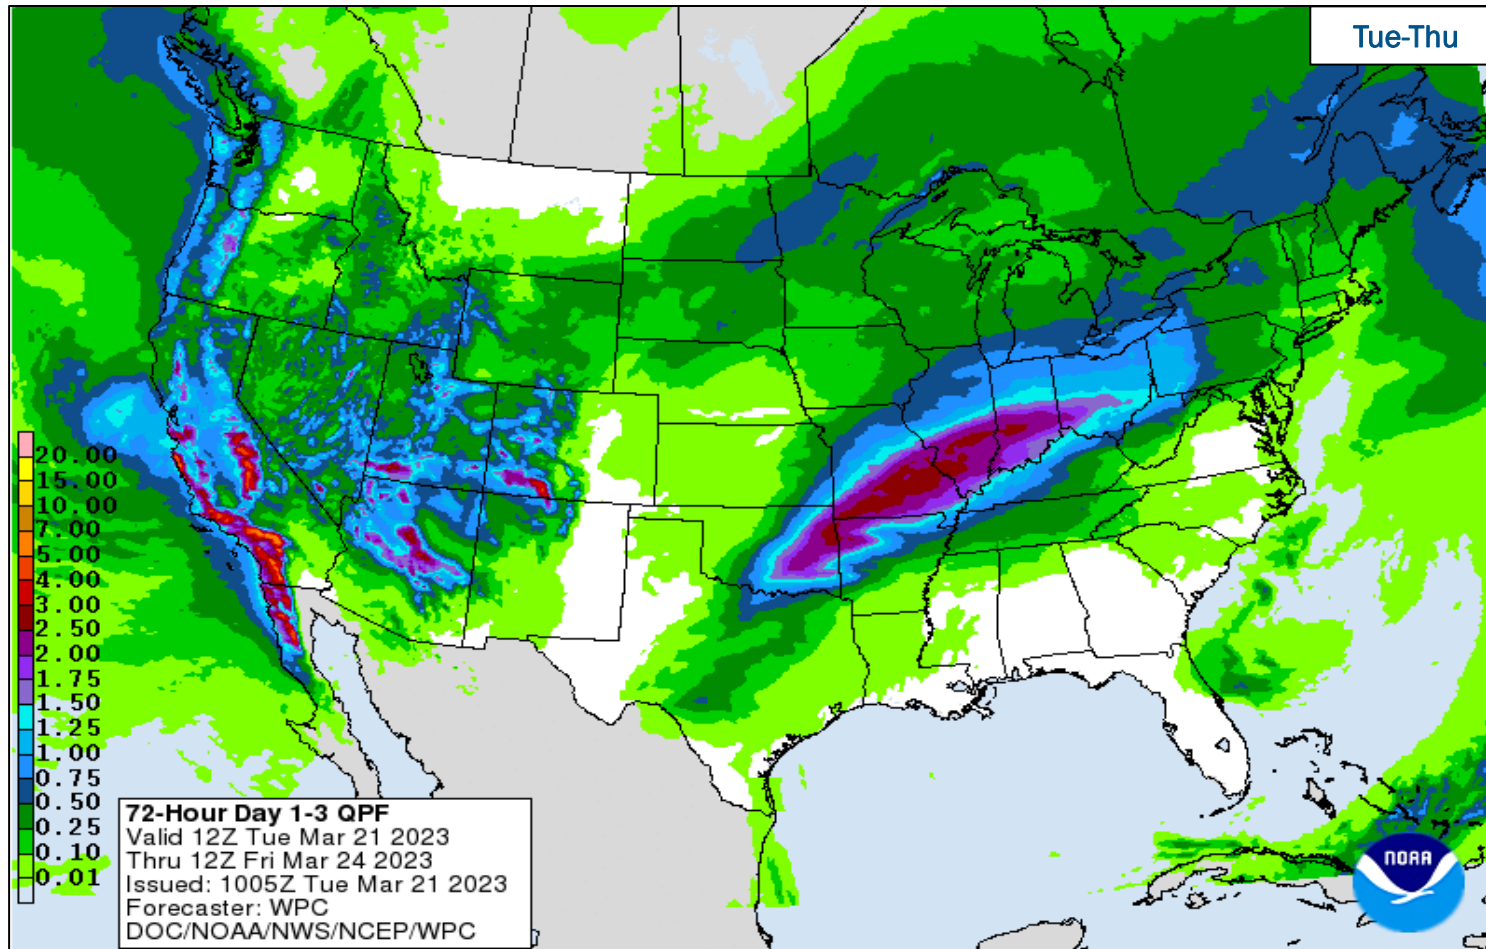 Tue-Thu
20.00
15.00
10.00
7.00
5.00
4.00
3.00
2.50
2.00
1.75
1.50
1.25
1.00
0.75
0.50
0.25
0.10
0.01
72-Hour Day 1-3 QPF
Valid 12Z Tue Mar 21 2023
Thru 12Z Fri Mar 24 2023
Issued: 1005Z Tue Mar 21 2023
Forecaster: WPC
DOC/NOAA/NWS/NCEP/WPC
NOAA